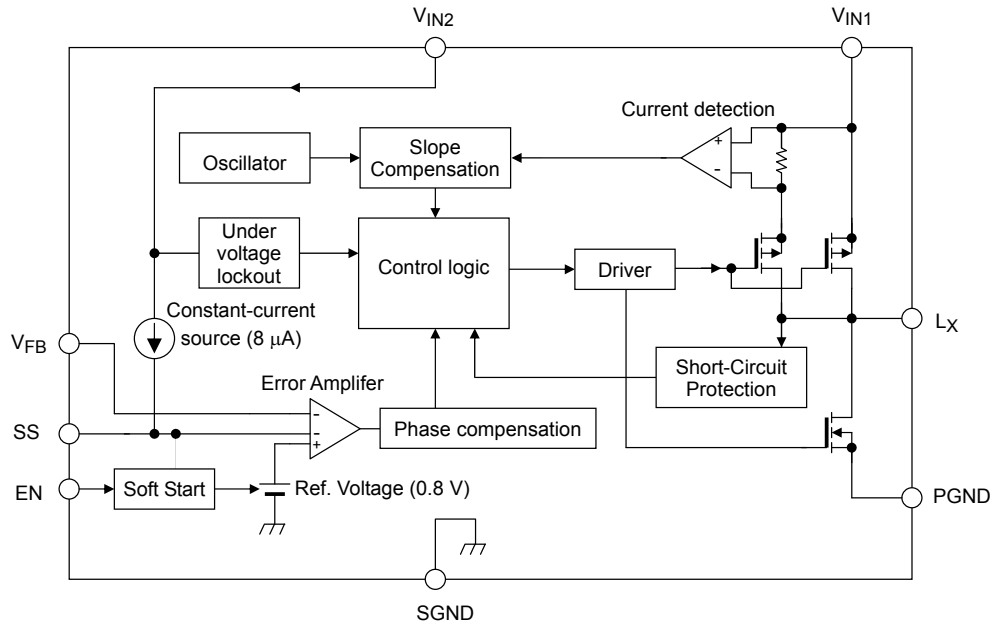 VIN2
VIN1
Current detection
+
-
Oscillator
Slope
Compensation
Under
voltage
lockout
Control logic
Driver
Constant-current
source (8 μA)
LX
VFB
Short-Circuit
Protection
Error Amplifer
-
-
+
Phase compensation
SS
EN
Soft Start
Ref. Voltage (0.8 V)
PGND
SGND